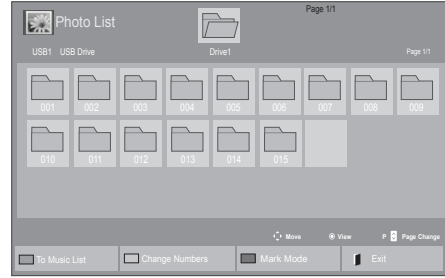 Photo List
Page 1/1
USB1 USB Drive
Drive1
Page 1/1
001 002 003 004 005 006 007 008 009
010 011 012 013 014 015
Move View P Page Change
To Music List Change Numbers Mark Mode Exit